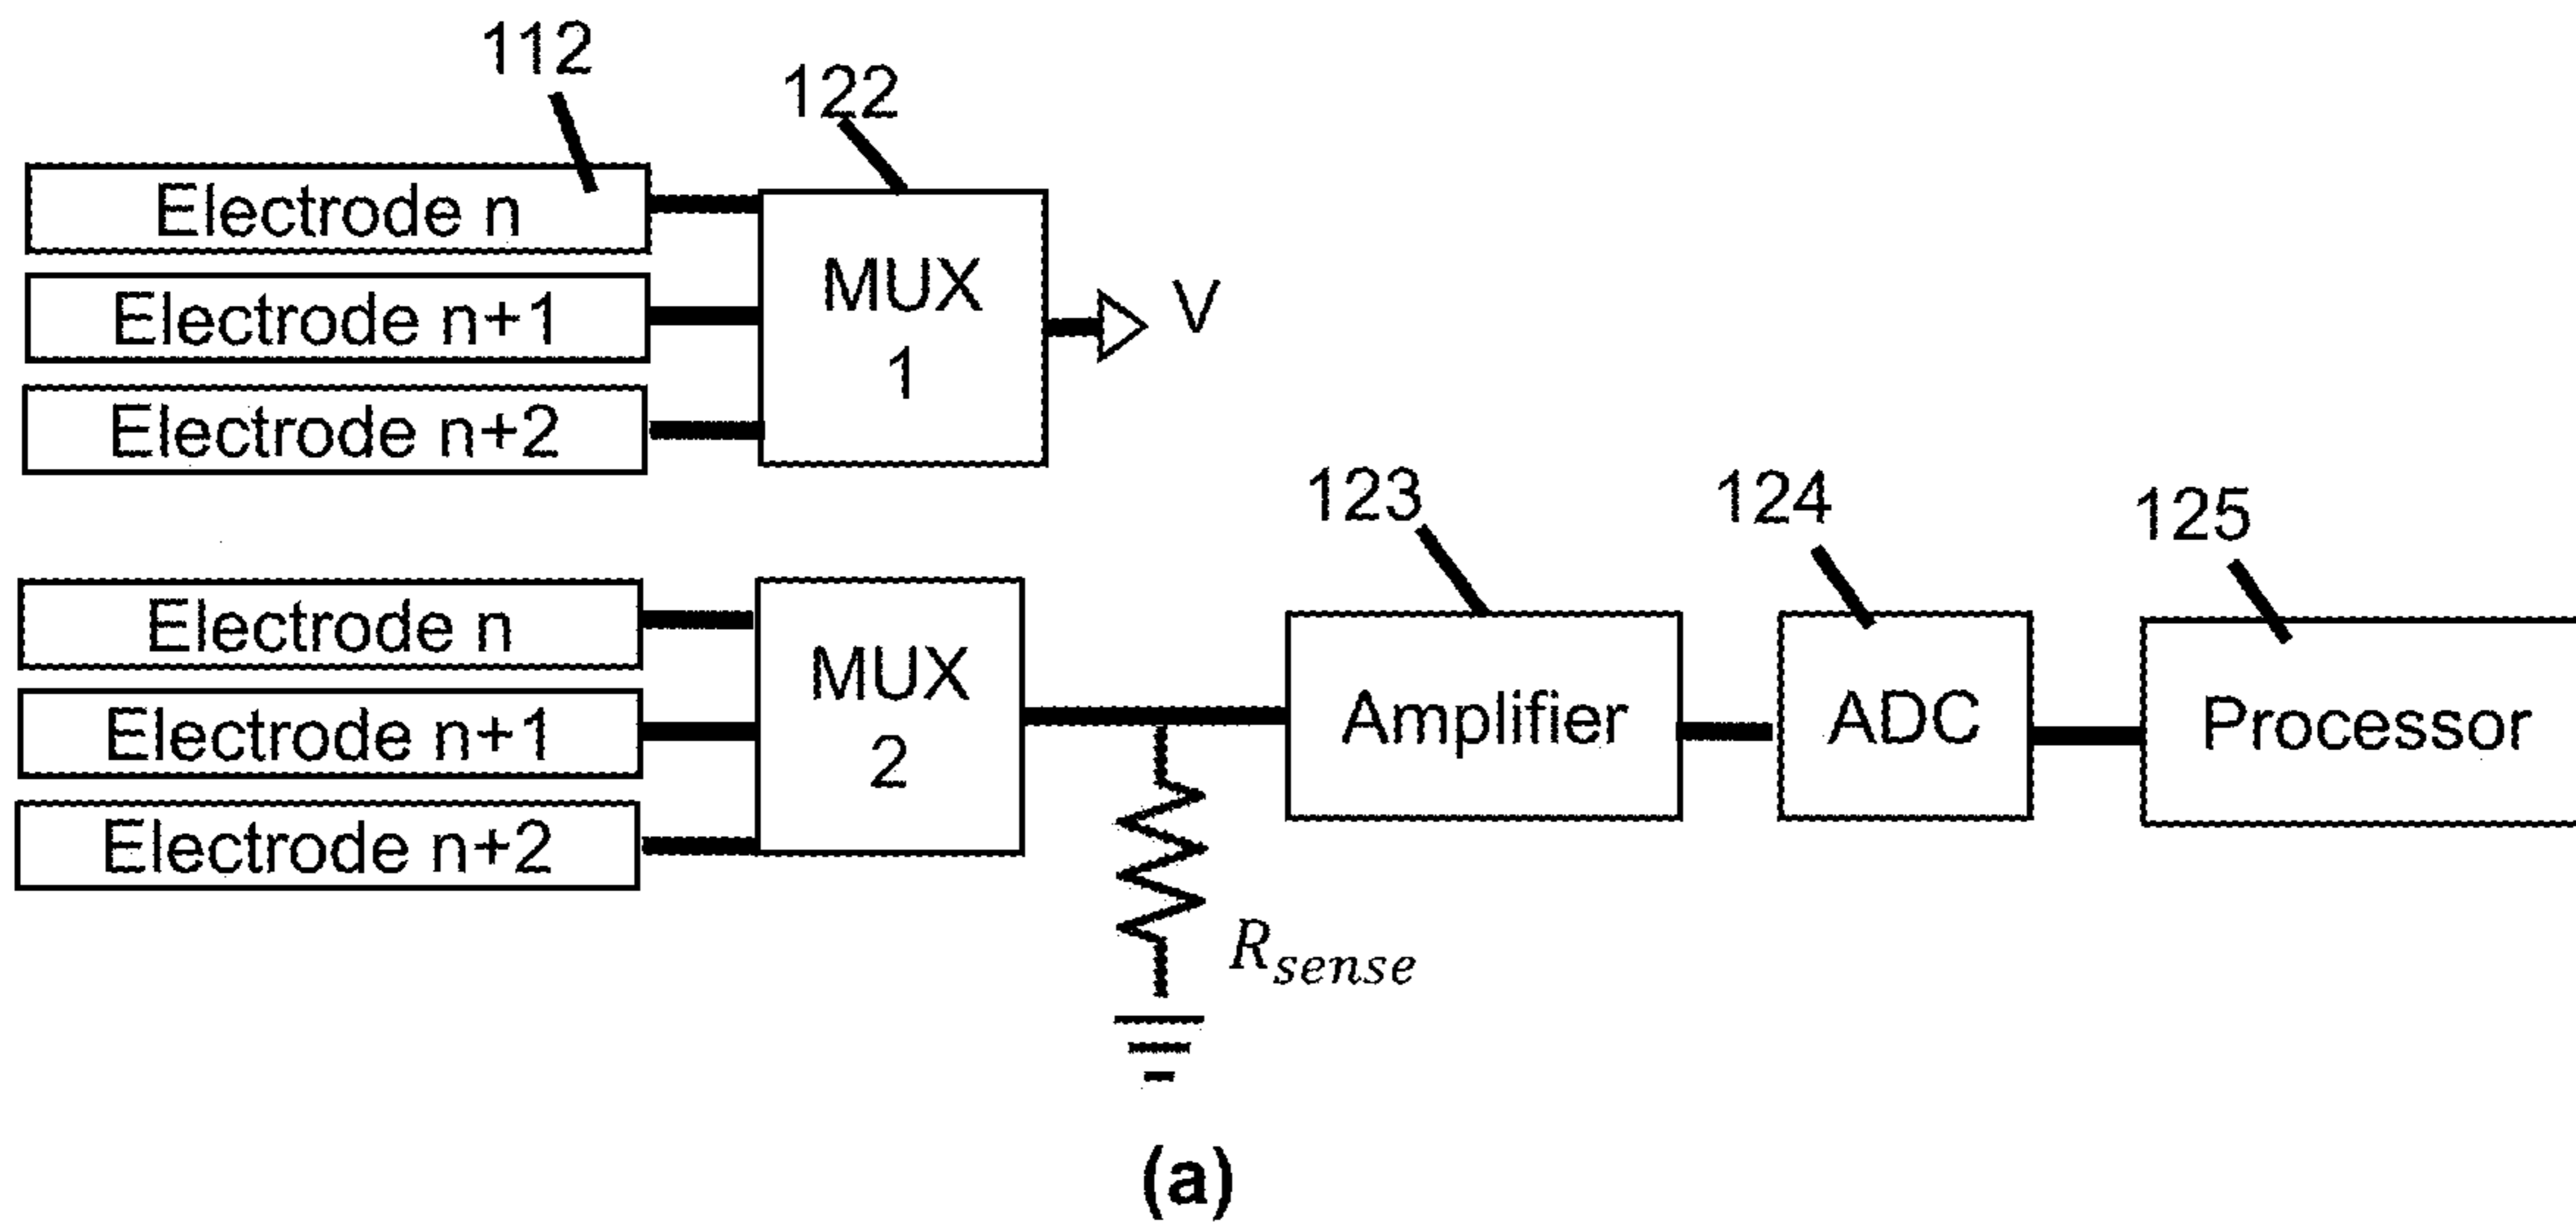 112
122
Electrode n
Electrode n+1
Electrode n+2
MUX
1
V
123
124
125
Electrode n
Electrode n+1
Electrode n+2
MUX
2
Amplifier
ADC
Processor
R_sense
(a)